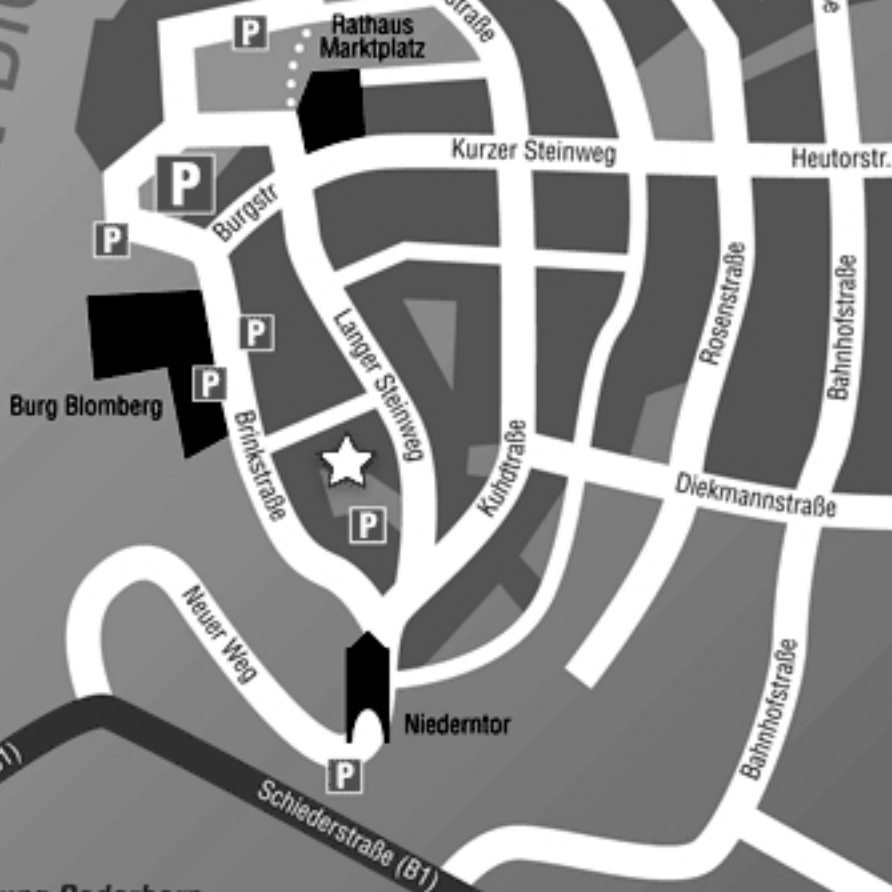 straße
P
Rathaus
Marktplatz
Kurzer Steinweg
Heutorstr.
P
Burgstr
P
P
P
Burg Blomberg
Langer Steinweg
Rosenstraße
Bahnhofstraße
Brinkstraße
Kuhdtraße
Diekmannstraße
P
Neuer Weg
Niederntor
Bahnhofstraße
P
Schiederstraße (B1)